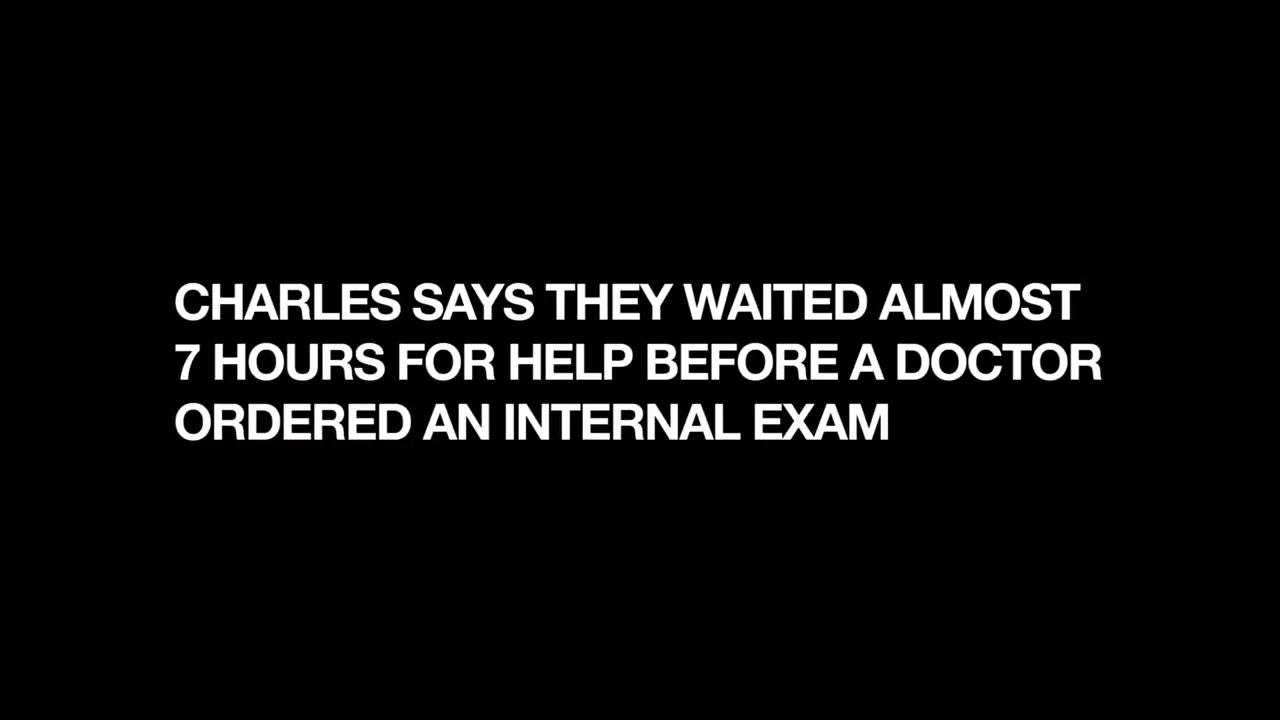 CHARLES SAYS THEY WAITED ALMOST
7 HOURS FOR HELP BEFORE A DOCTOR
ORDERED AN INTERNAL EXAM